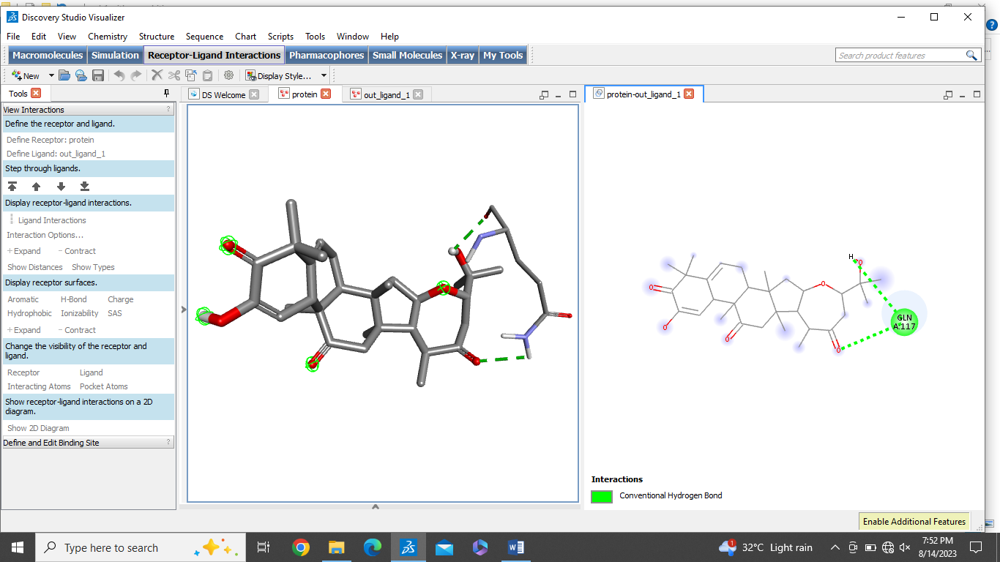 Discovery Studio Visualizer
File Edit View Chemistry Structure Sequence Chart Scripts Tools Window Help
Macromolecules Simulation Receptor-Ligand Interactions Pharmacophores Small Molecules X-ray My Tools
Search product features
New Display Style...
Tools
DS Welcome protein out_ligand_1
protein-out_ligand_1
View Interactions ?
Define the receptor and ligand.
Define Receptor: protein
Define Ligand: out_ligand_1
Step through ligands.
Display receptor-ligand interactions.
Ligand Interactions
Interaction Options...
+ Expand - Contract
Show Distances Show Types
Display receptor surfaces.
Aromatic H-Bond Charge
Hydrophobic Ionizability SAS
+ Expand - Contract
Change the visibility of the receptor and
ligand.
Receptor Ligand
Interacting Atoms Pocket Atoms
Show receptor-ligand interactions on a 2D
diagram.
Show 2D Diagram
Define and Edit Binding Site ?
H
O
O
O
O
O
O
GLN
A:117
Interactions
Conventional Hydrogen Bond
Enable Additional Features
Type here to search
1
32°C Light rain
7:52 PM
8/14/2023